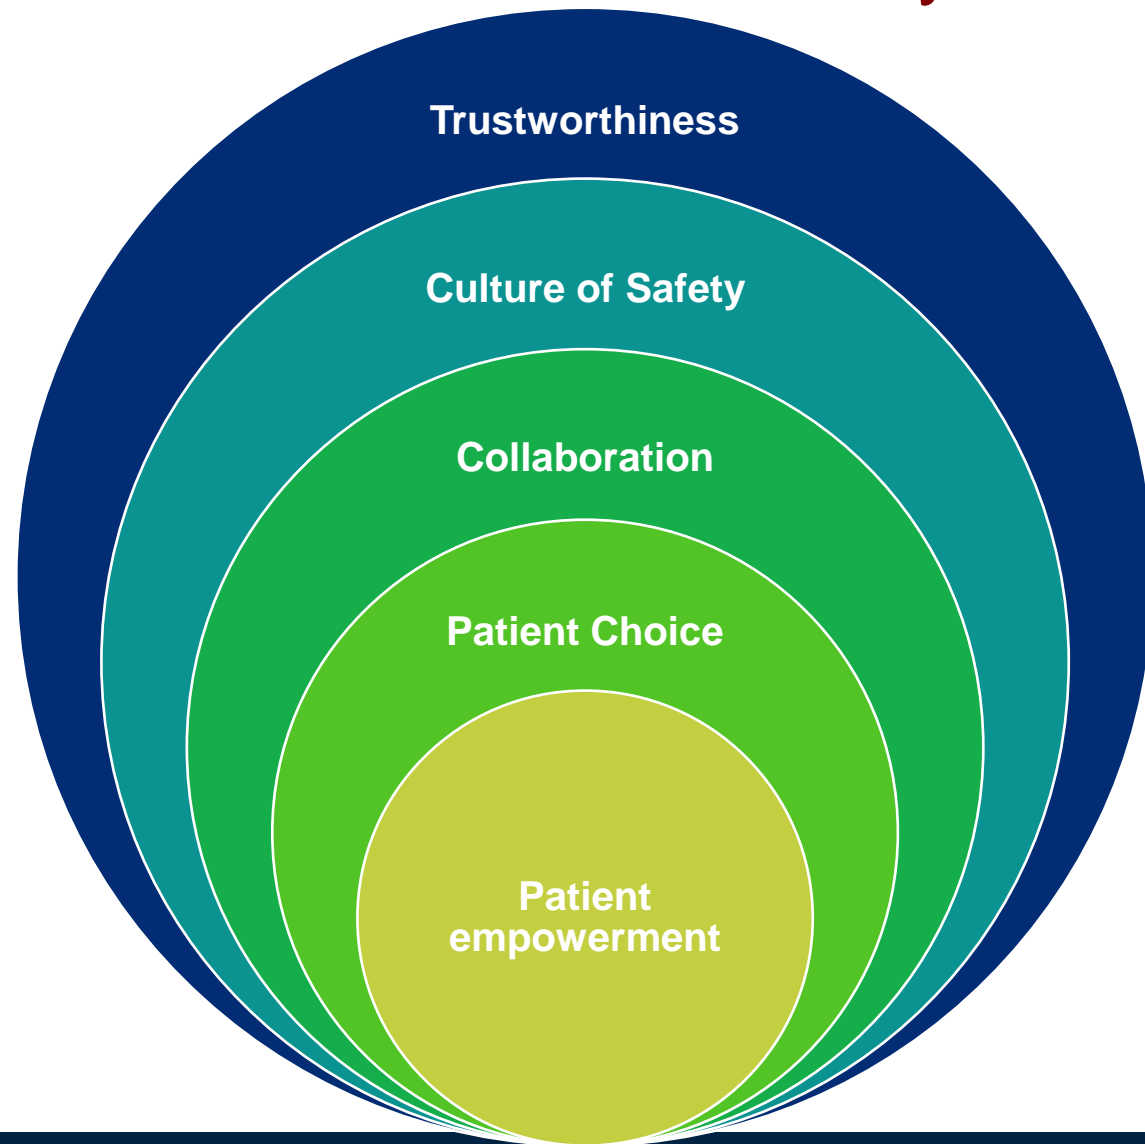 Trustworthiness
Culture of Safety
Collaboration
Patient Choice
Patient
empowerment